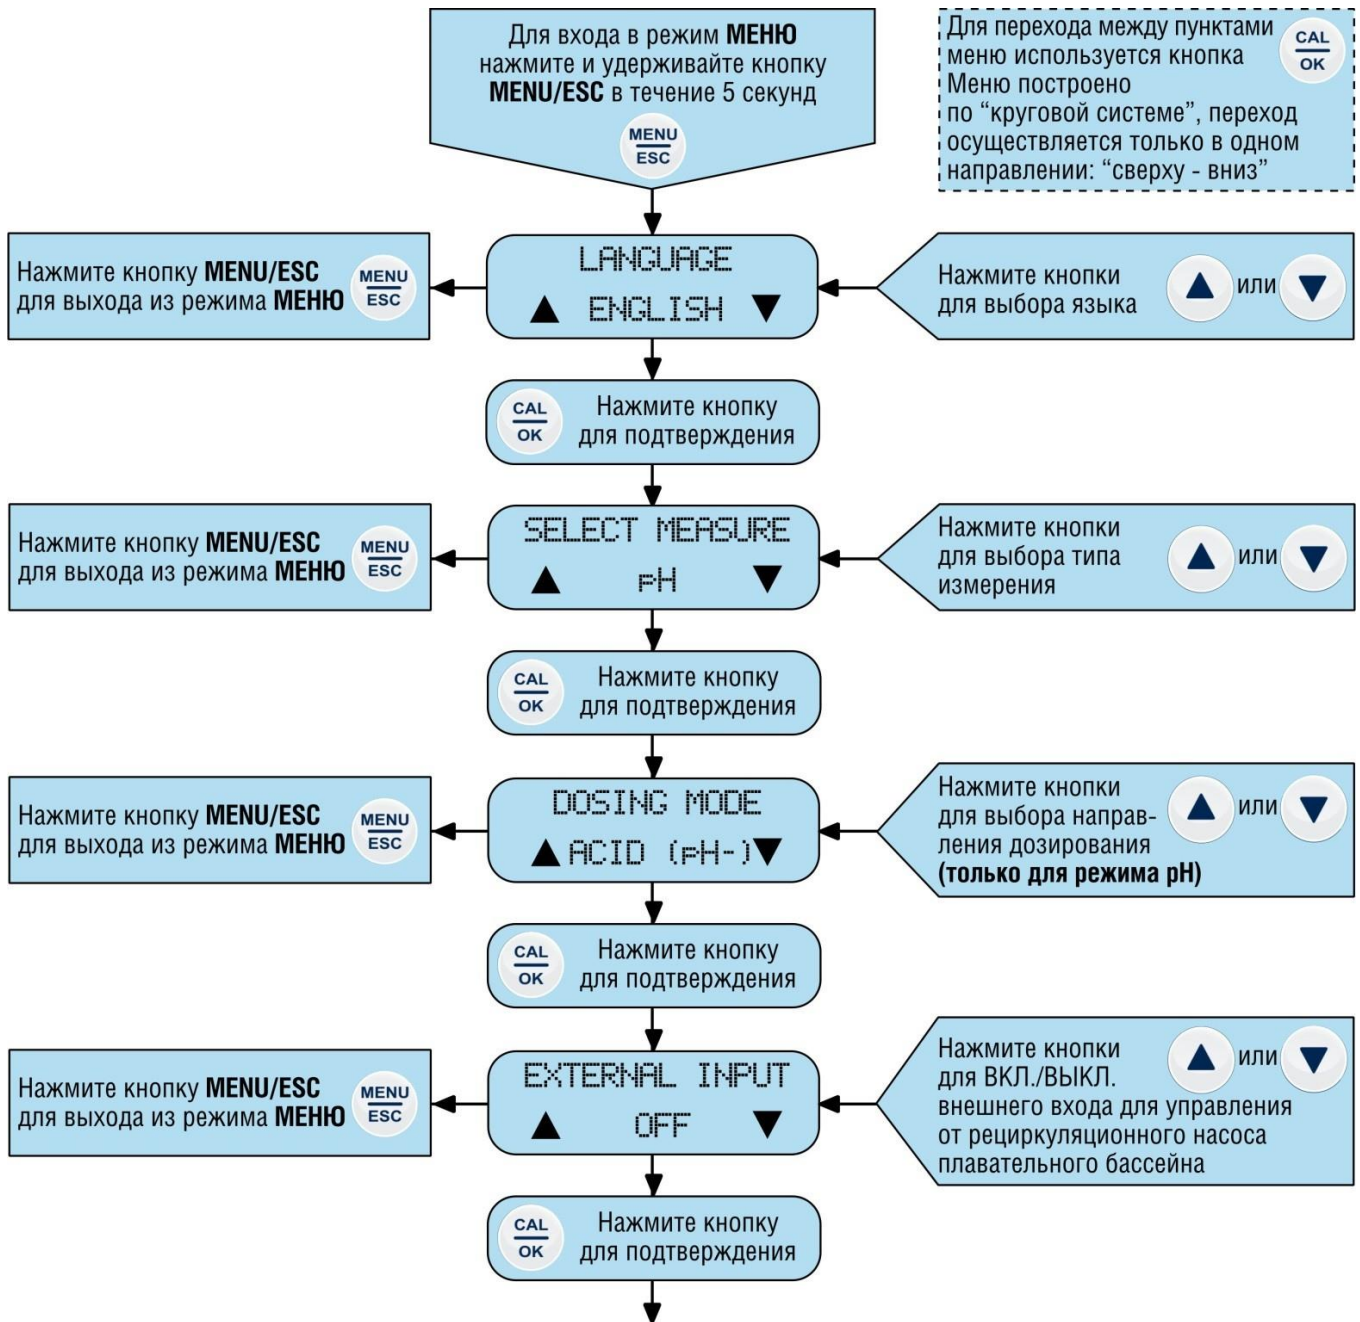 Для входа в режим МЕНЮ
нажмите и удерживайте кнопку
MENU/ESC в течение 5 секунд
MENU
ESC
Для перехода между пунктами
меню используется кнопка
Меню построено
по “круговой системе”, переход
осуществляется только в одном
направлении: “сверху - вниз”
CAL
OK
Нажмите кнопку MENU/ESC
для выхода из режима МЕНЮ
MENU
ESC
LANGUAGE
▲ ENGLISH ▼
Нажмите кнопки
для выбора языка
▲ или ▼
CAL
OK
Нажмите кнопку
для подтверждения
Нажмите кнопку MENU/ESC
для выхода из режима МЕНЮ
MENU
ESC
SELECT MEASURE
▲ pH ▼
Нажмите кнопки
для выбора типа
измерения
▲ или ▼
CAL
OK
Нажмите кнопку
для подтверждения
Нажмите кнопку MENU/ESC
для выхода из режима МЕНЮ
MENU
ESC
DOSING MODE
▲ ACID (pH-) ▼
Нажмите кнопки
для выбора направ-
ления дозирования
(только для режима pH)
▲ или ▼
CAL
OK
Нажмите кнопку
для подтверждения
Нажмите кнопку MENU/ESC
для выхода из режима МЕНЮ
MENU
ESC
EXTERNAL INPUT
▲ OFF ▼
Нажмите кнопки
для ВКЛ./ВЫКЛ.
внешнего входа для управления
от рециркуляционного насоса
плавательного бассейна
▲ или ▼
CAL
OK
Нажмите кнопку
для подтверждения